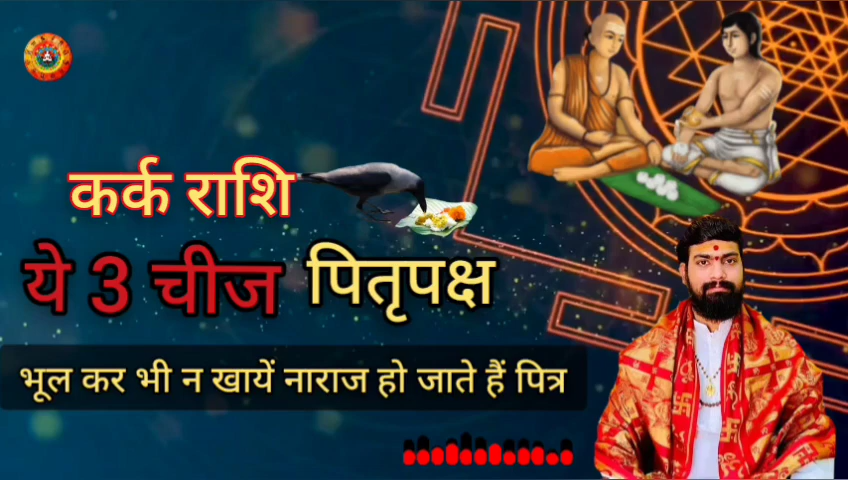 कर्क राशि
ये 3 चीज पितृपक्ष
भूल कर भी न खायें नाराज हो जाते हैं पित्र